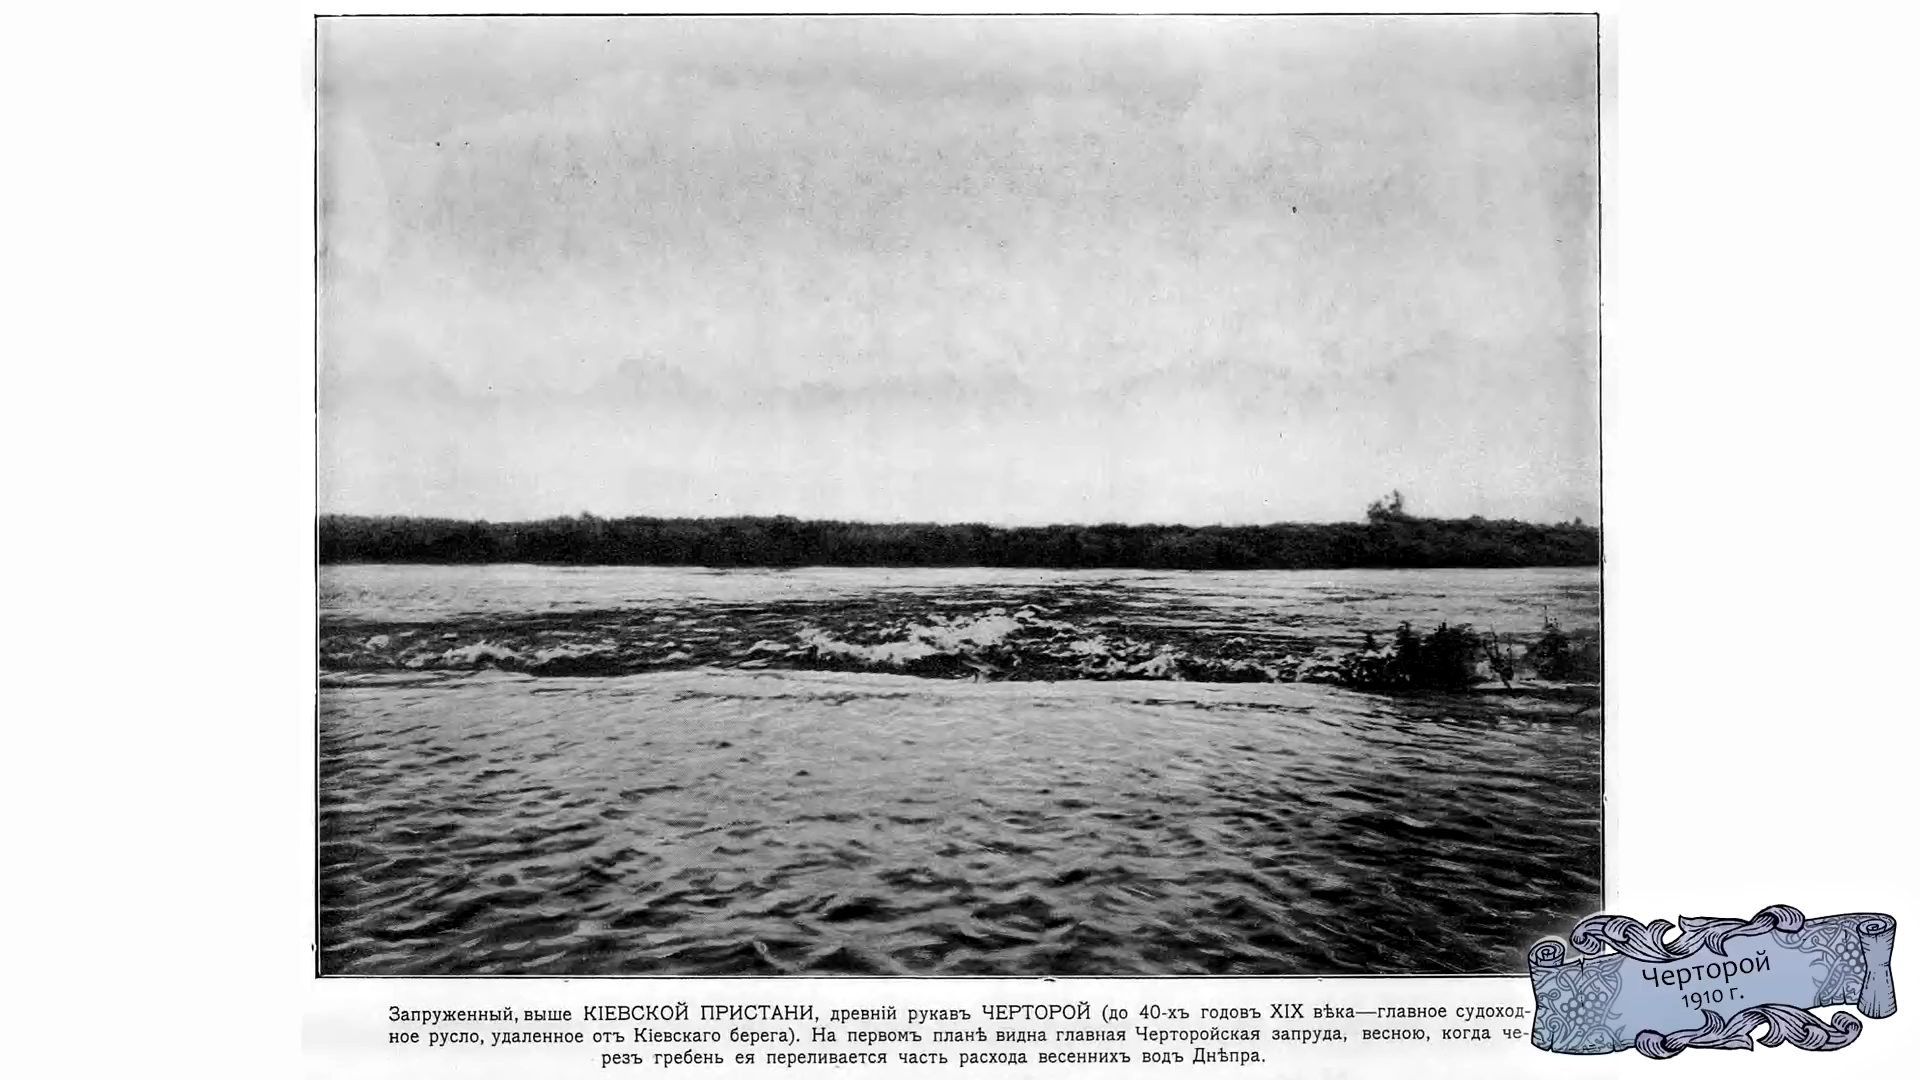 Запруженный, выше КІЕВСКОЙ ПРИСТАНИ, древній рукавъ ЧЕРТОРОЙ (до 40-хъ годовъ XIX вѣка—главное судоход-
ное русло, удаленное отъ Кіевскаго берега). На первомъ планѣ видна главная Черторойская запруда, весною, когда че-
резъ гребень ея переливается часть расхода весеннихъ водъ Днѣпра.
Черторой
1910 г.